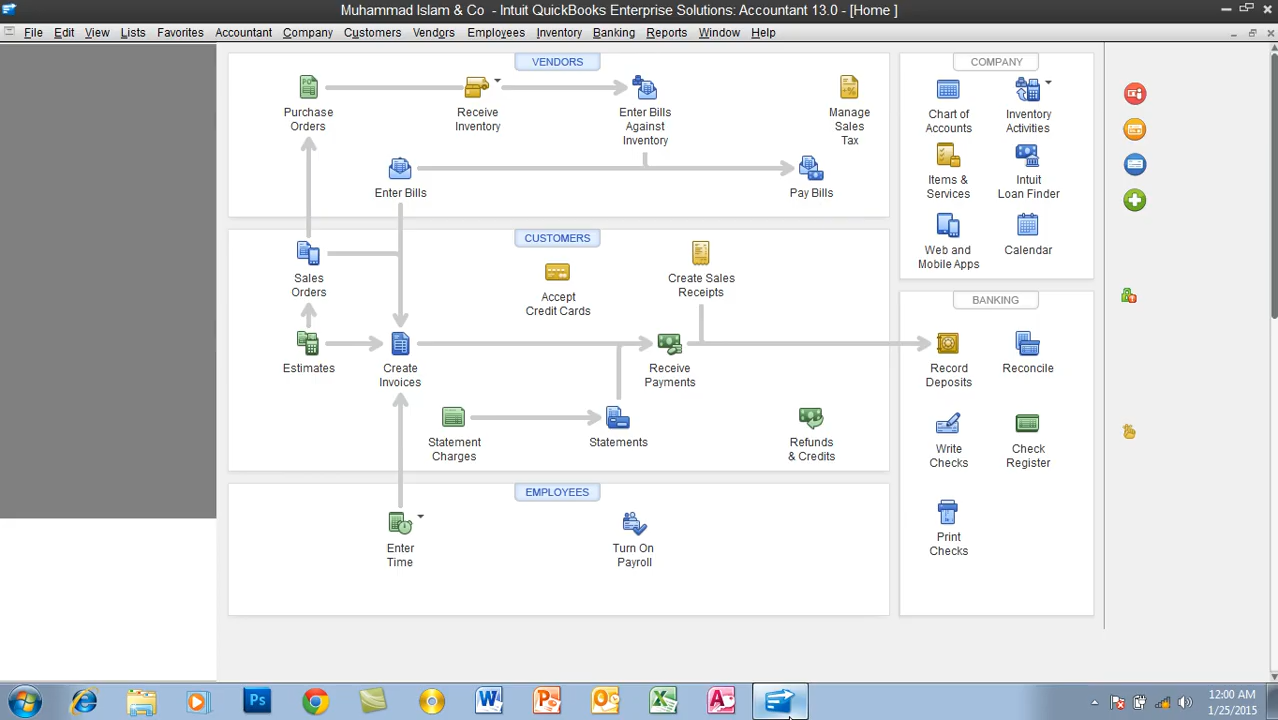 Muhammad Islam & Co  - Intuit QuickBooks Enterprise Solutions: Accountant 13.0 - [Home ]
File Edit View Lists Favorites Accountant Company Customers Vendors Employees Inventory Banking Reports Window Help
VENDORS
Purchase
Orders
Receive
Inventory
Enter Bills
Against
Inventory
Manage
Sales
Tax
Enter Bills
Pay Bills
CUSTOMERS
Sales
Orders
Accept
Credit Cards
Create Sales
Receipts
Estimates
Create
Invoices
Receive
Payments
Statement
Charges
Statements
Refunds
& Credits
EMPLOYEES
Enter
Time
Turn On
Payroll
COMPANY
Chart of
Accounts
Inventory
Activities
Items &
Services
Intuit
Loan Finder
Web and
Mobile Apps
Calendar
BANKING
Record
Deposits
Reconcile
Write
Checks
Check
Register
Print
Checks
Ps
12:00 AM
1/25/2015